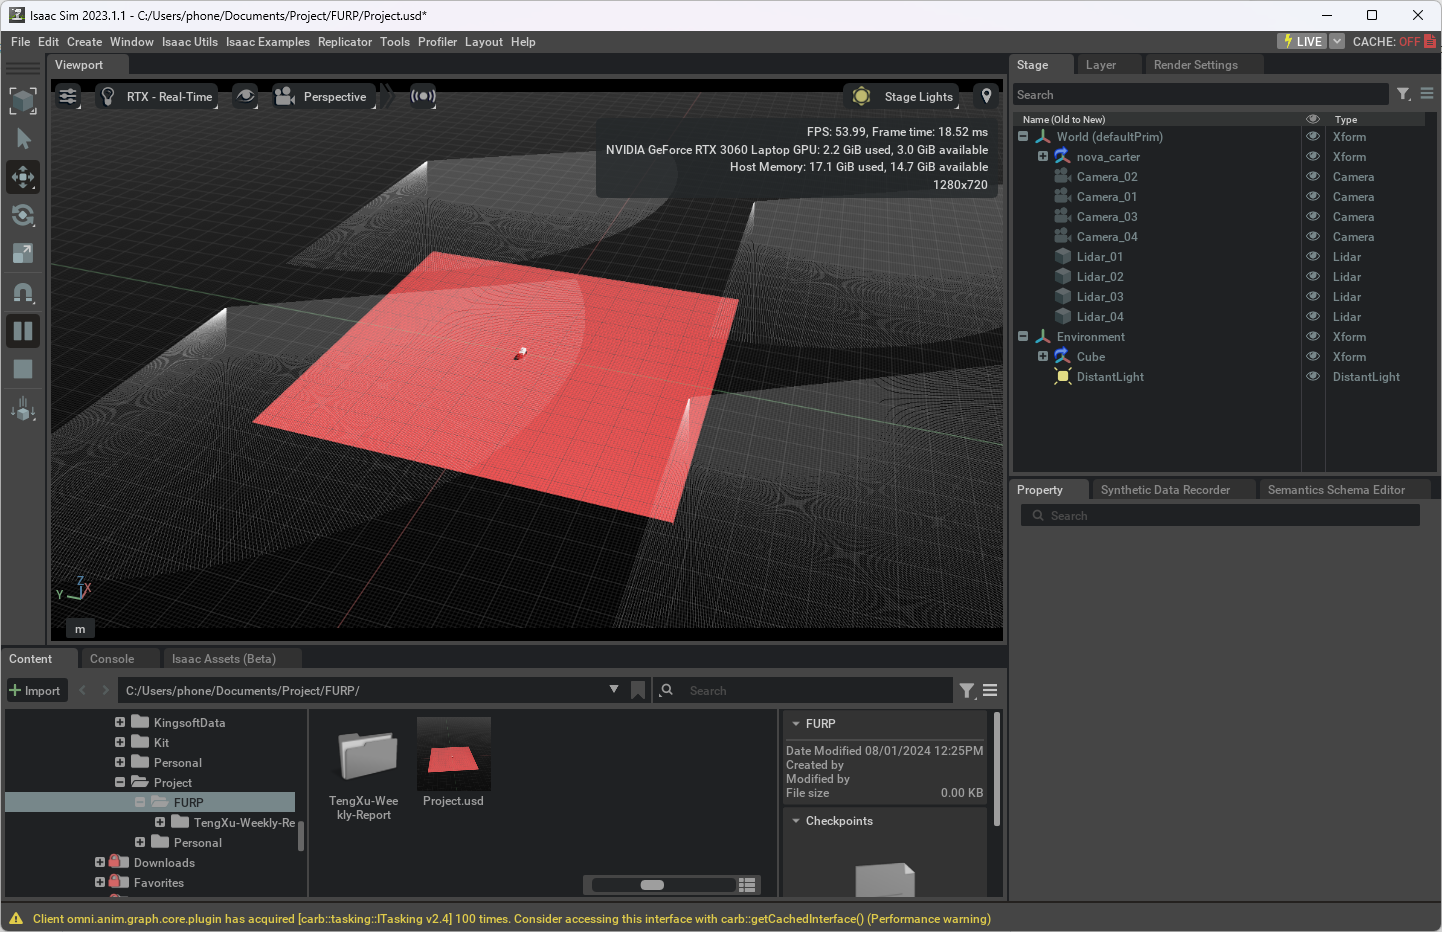 Isaac Sim 2023.1.1 - C:/Users/phone/Documents/Project/FURP/Project.usd*
File Edit Create Window Isaac Utils Isaac Examples Replicator Tools Profiler Layout Help
LIVE
CACHE: OFF
Viewport
RTX - Real-Time
Perspective
Stage Lights
FPS: 53.99, Frame time: 18.52 ms
NVIDIA GeForce RTX 3060 Laptop GPU: 2.2 GiB used, 3.0 GiB available
Host Memory: 17.1 GiB used, 14.7 GiB available
1280x720
Z
X
Y
m
Stage Layer Render Settings
Search
Name (Old to New) Type
World (defaultPrim) Xform
nova_carter Xform
Camera_02 Camera
Camera_01 Camera
Camera_03 Camera
Camera_04 Camera
Lidar_01 Lidar
Lidar_02 Lidar
Lidar_03 Lidar
Lidar_04 Lidar
Environment Xform
Cube Xform
DistantLight DistantLight
Property Synthetic Data Recorder Semantics Schema Editor
Search
Content Console Isaac Assets (Beta)
Import
C:/Users/phone/Documents/Project/FURP/
Search
KingsoftData
Kit
Personal
Project
FURP
TengXu-Weekly-Re
Personal
Downloads
Favorites
TengXu-Wee
kly-Report
Project.usd
FURP
Date Modified 08/01/2024 12:25PM
Created by
Modified by
File size 0.00 KB
Checkpoints
Client omni.anim.graph.core.plugin has acquired [carb::tasking::ITasking v2.4] 100 times. Consider accessing this interface with carb::getCachedInterface() (Performance warning)